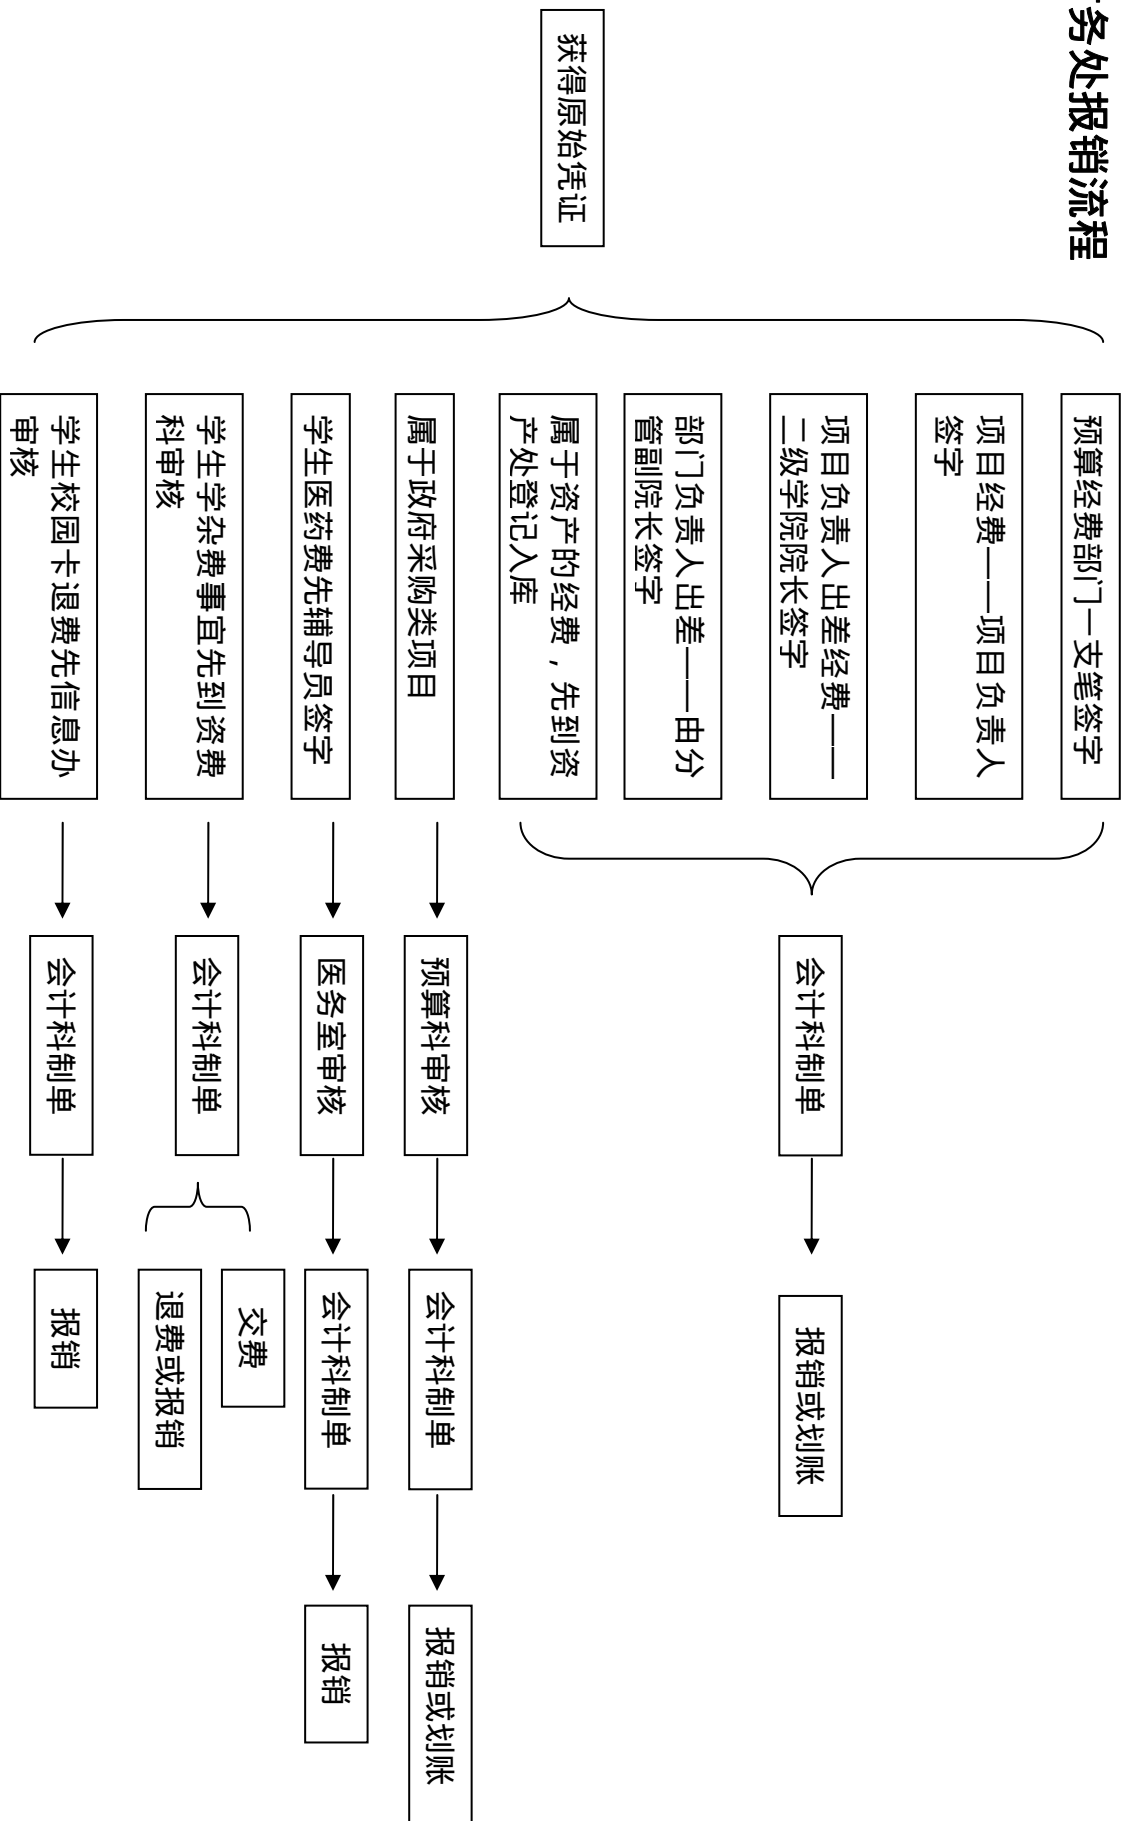 务处报销流程
获得原始凭证
预算经费部门一支笔签字
项目经费——项目负责人
签字
项目负责人出差经费——
二级学院院长签字
部门负责人出差——由分
管副院长签字
属于资产的经费，先到资
产处登记入库
属于政府采购类项目
学生医药费先辅导员签字
学生学杂费事宜先到资费
科审核
学生校园卡退费先信息办
审核
会计科制单
报销或划账
预算科审核
会计科制单
报销或划账
医务室审核
会计科制单
报销
会计科制单
交费
退费或报销
会计科制单
报销